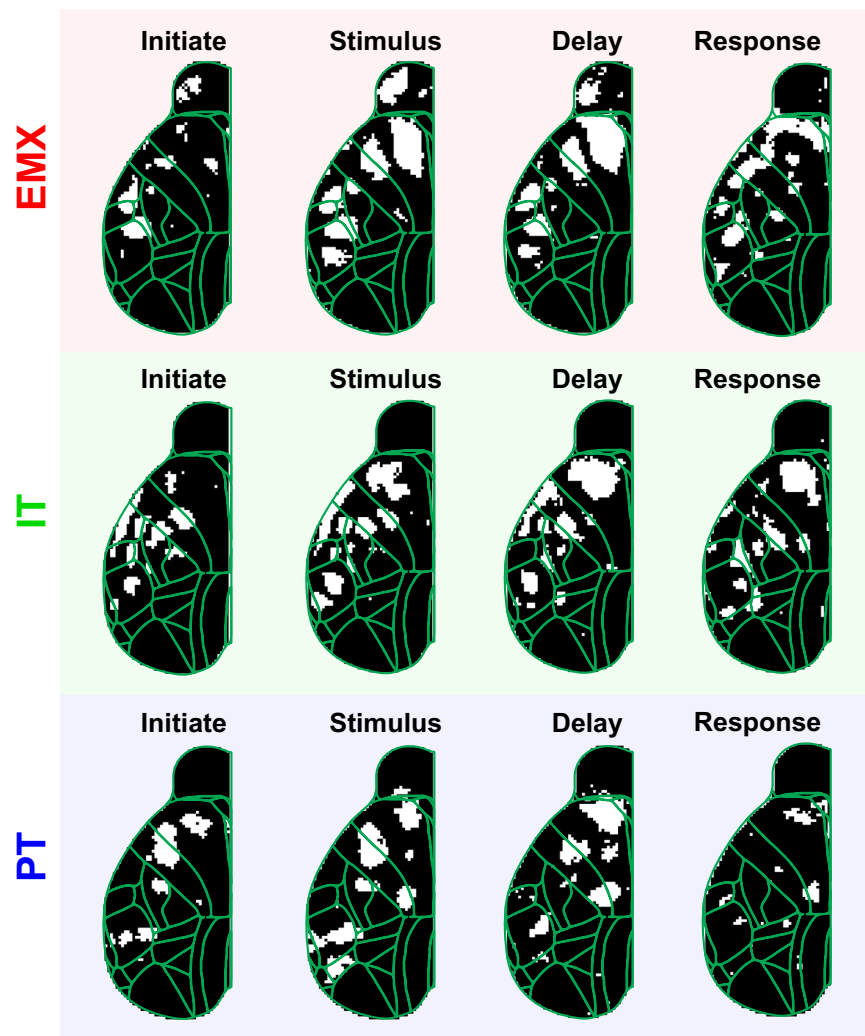 EMX
Initiate Stimulus Delay Response
IT
Initiate Stimulus Delay Response
PT
Initiate Stimulus Delay Response